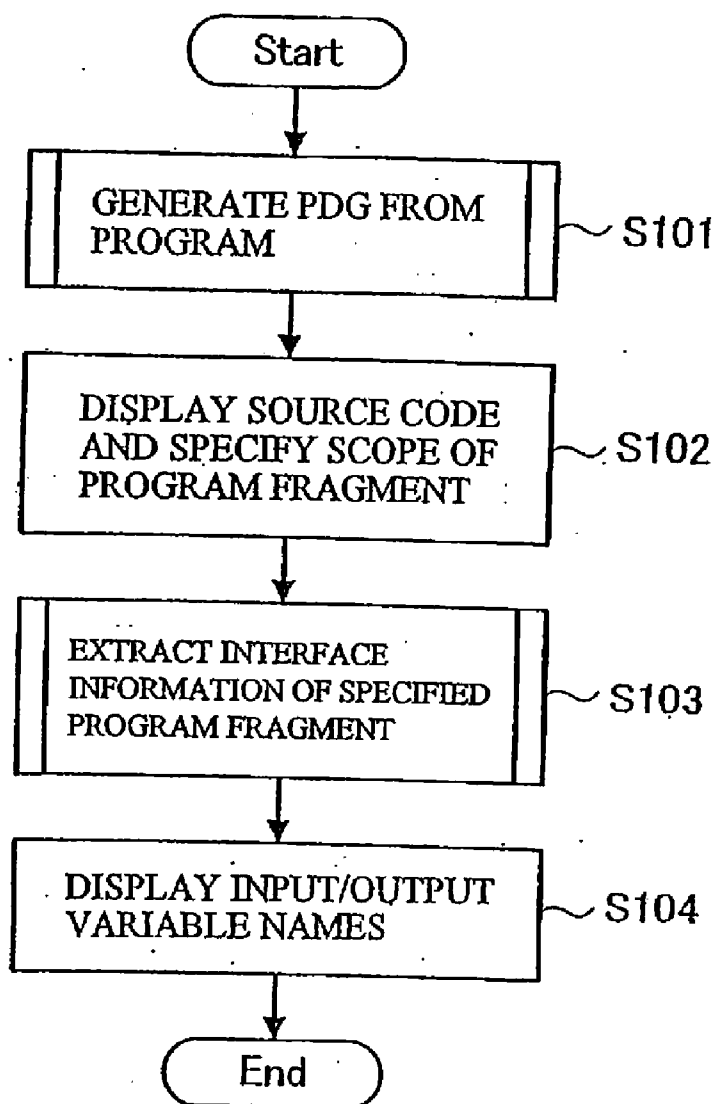 Start
GENERATE PDG FROM
PROGRAM
S101
DISPLAY SOURCE CODE
AND SPECIFY SCOPE OF
PROGRAM FRAGMENT
S102
EXTRACT INTERFACE
INFORMATION OF SPECIFIED
PROGRAM FRAGMENT
S103
DISPLAY INPUT/OUTPUT
VARIABLE NAMES
S104
End